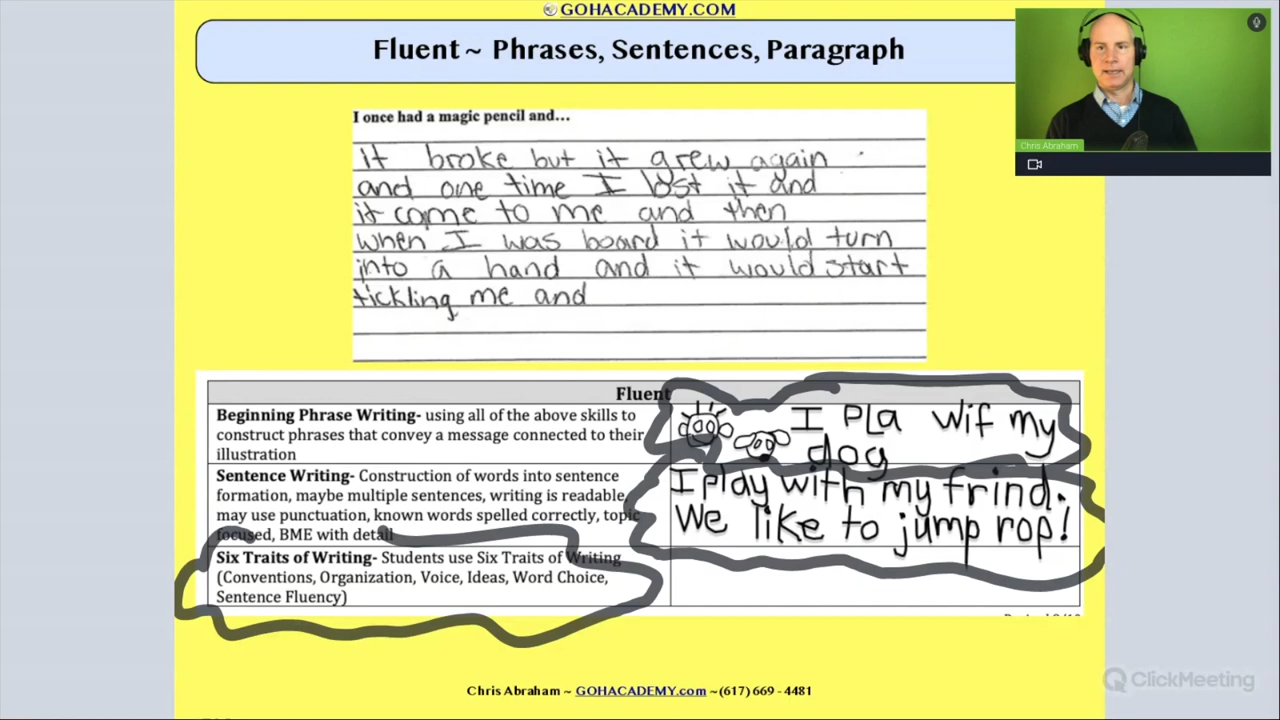 GOHACADEMY.COM
Fluent ~ Phrases, Sentences, Paragraph
Chris Abraham
I once had a magic pencil and...
it broke but it grew again
and one time I lost it and
it came to me and then
when I was board it would turn
into a hand and it would start
tickling me and
Fluent
Beginning Phrase Writing- using all of the above skills to
construct phrases that convey a message connected to their
illustration
I PLa wif my
dog
Sentence Writing- Construction of words into sentence
formation, maybe multiple sentences, writing is readable,
may use punctuation, known words spelled correctly, topic
focused, BME with detail
I play with my frind.
We like to jump rop!
Six Traits of Writing- Students use Six Traits of Writing
(Conventions, Organization, Voice, Ideas, Word Choice,
Sentence Fluency)
Chris Abraham ~ GOHACADEMY.com ~(617) 669 - 4481
ClickMeeting